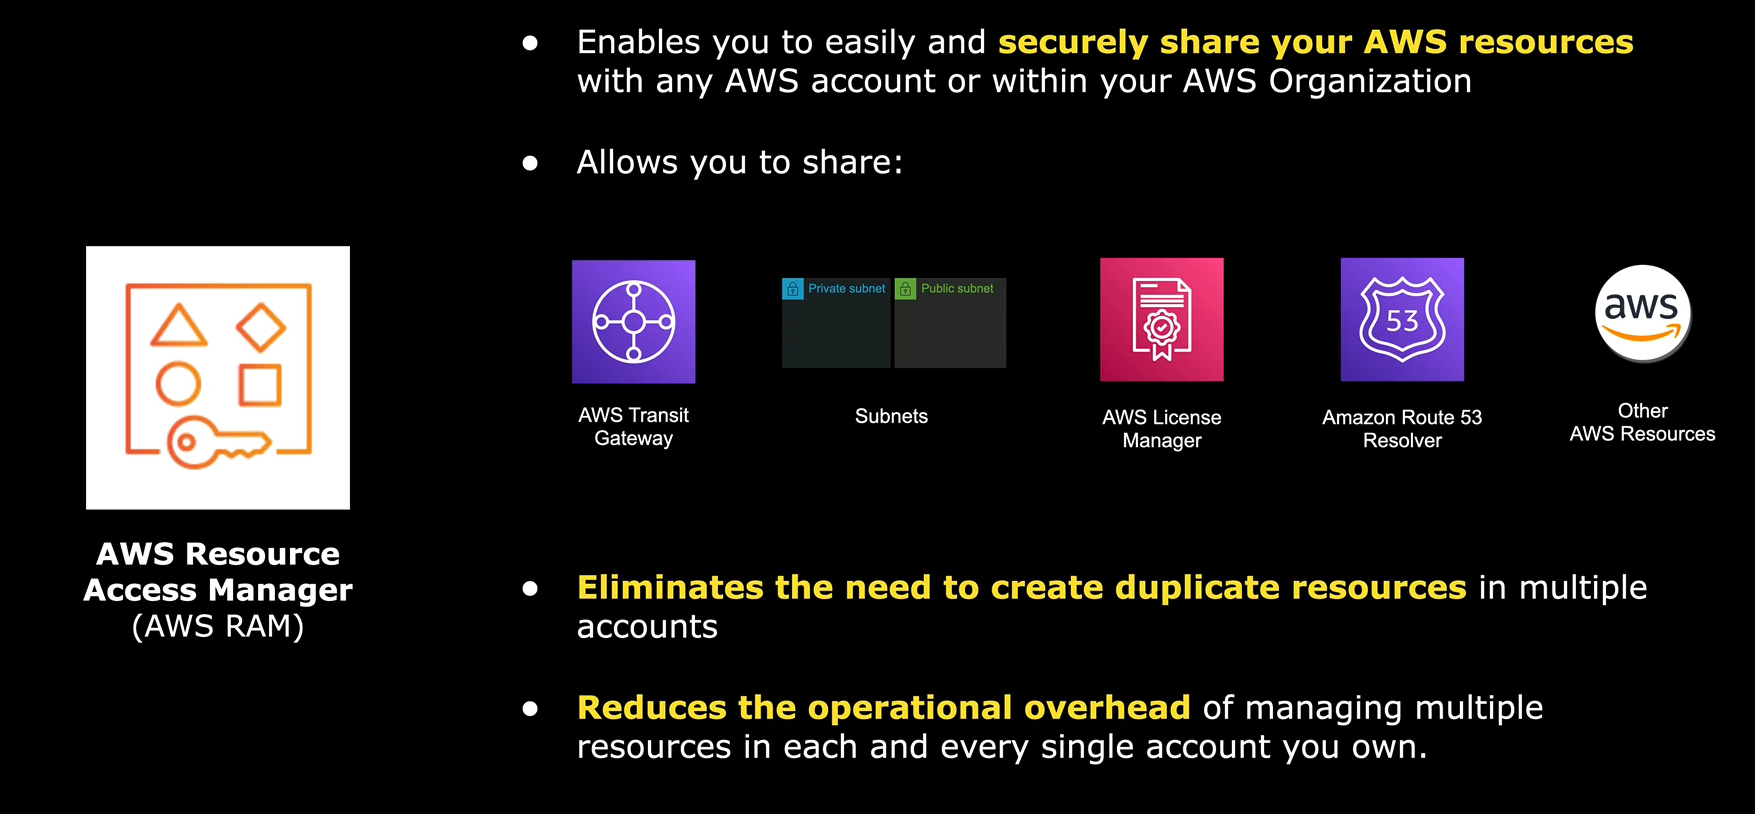 ● Enables you to easily and securely share your AWS resources
with any AWS account or within your AWS Organization
● Allows you to share:
Private subnet
Public subnet
53
aws
AWS Transit
Gateway
Subnets
AWS License
Manager
Amazon Route 53
Resolver
Other
AWS Resources
AWS Resource
Access Manager
(AWS RAM)
● Eliminates the need to create duplicate resources in multiple
accounts
● Reduces the operational overhead of managing multiple
resources in each and every single account you own.